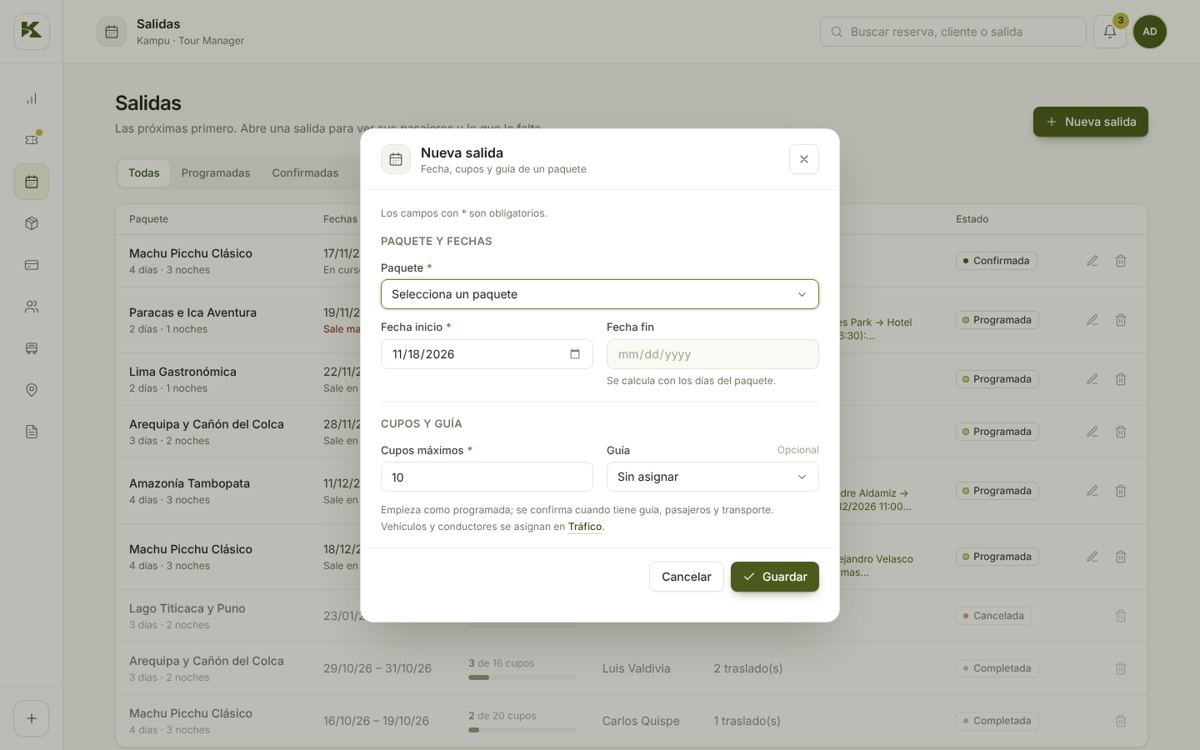 Salidas
Kampu · Tour Manager
Buscar reserva, cliente o salida
3
AD
Salidas
Las próximas primero. Abre una salida para ver sus pasajeros y lo que le falta.
Nueva salida
Todas
Programadas
Confirmadas
Paquete
Fechas
Estado
Machu Picchu Clásico
4 días · 3 noches
17/11/2
En curso
Confirmada
Paracas e Ica Aventura
2 días · 1 noches
19/11/2
Sale ma
es Park → Hotel
6:30):...
Programada
Lima Gastronómica
2 días · 1 noches
22/11/2
Sale en
Programada
Arequipa y Cañón del Colca
3 días · 2 noches
28/11/2
Sale en
Programada
Amazonía Tambopata
4 días · 3 noches
11/12/2
Sale en
dre Aldamiz →
12/2026 11:00...
Programada
Machu Picchu Clásico
4 días · 3 noches
18/12/2
Sale en
ejandro Velasco
mas...
Programada
Lago Titicaca y Puno
3 días · 2 noches
23/01/2
Cancelada
Arequipa y Cañón del Colca
3 días · 2 noches
29/10/26 – 31/10/26
3 de 16 cupos
Luis Valdivia
2 traslado(s)
Completada
Machu Picchu Clásico
4 días · 3 noches
16/10/26 – 19/10/26
2 de 20 cupos
Carlos Quispe
1 traslado(s)
Completada
Nueva salida
Fecha, cupos y guía de un paquete
Los campos con * son obligatorios.
PAQUETE Y FECHAS
Paquete *
Selecciona un paquete
Fecha inicio *
Fecha fin
11/18/2026
mm/dd/yyyy
Se calcula con los días del paquete.
CUPOS Y GUÍA
Cupos máximos *
Guía
Opcional
10
Sin asignar
Empieza como programada; se confirma cuando tiene guía, pasajeros y transporte.
Vehículos y conductores se asignan en Tráfico.
Cancelar
Guardar